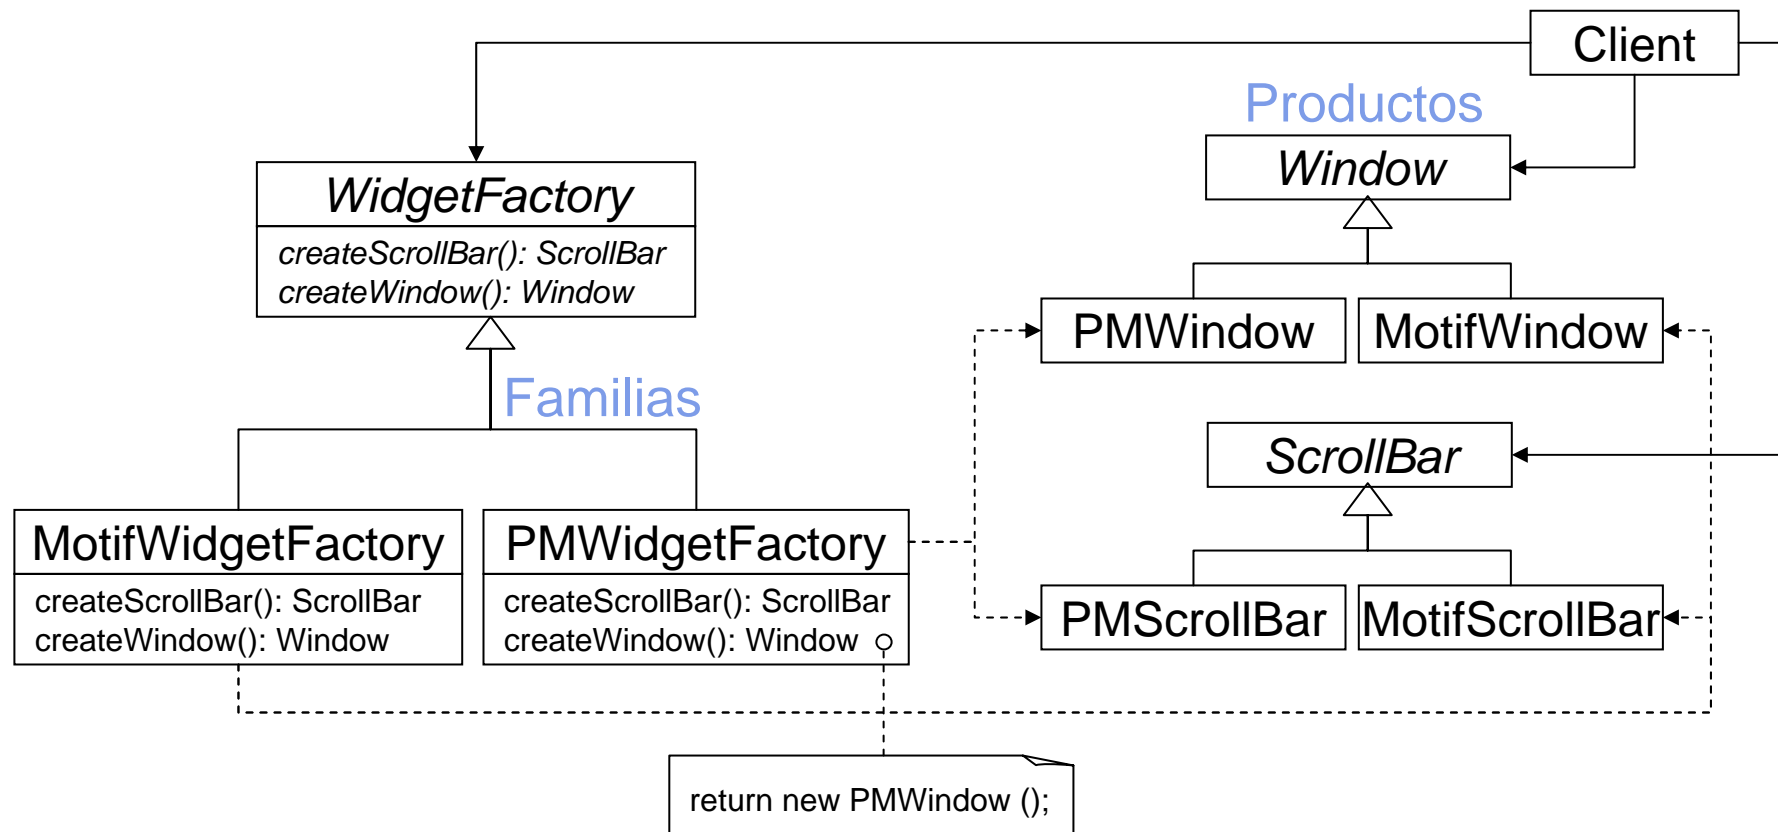 Client
Productos
Window
WidgetFactory
createScrollBar(): ScrollBar
createWindow(): Window
PMWindow
MotifWindow
Familias
ScrollBar
MotifWidgetFactory
createScrollBar(): ScrollBar
createWindow(): Window
PMWidgetFactory
createScrollBar(): ScrollBar
createWindow(): Window
PMScrollBar
MotifScrollBar
return new PMWindow ();